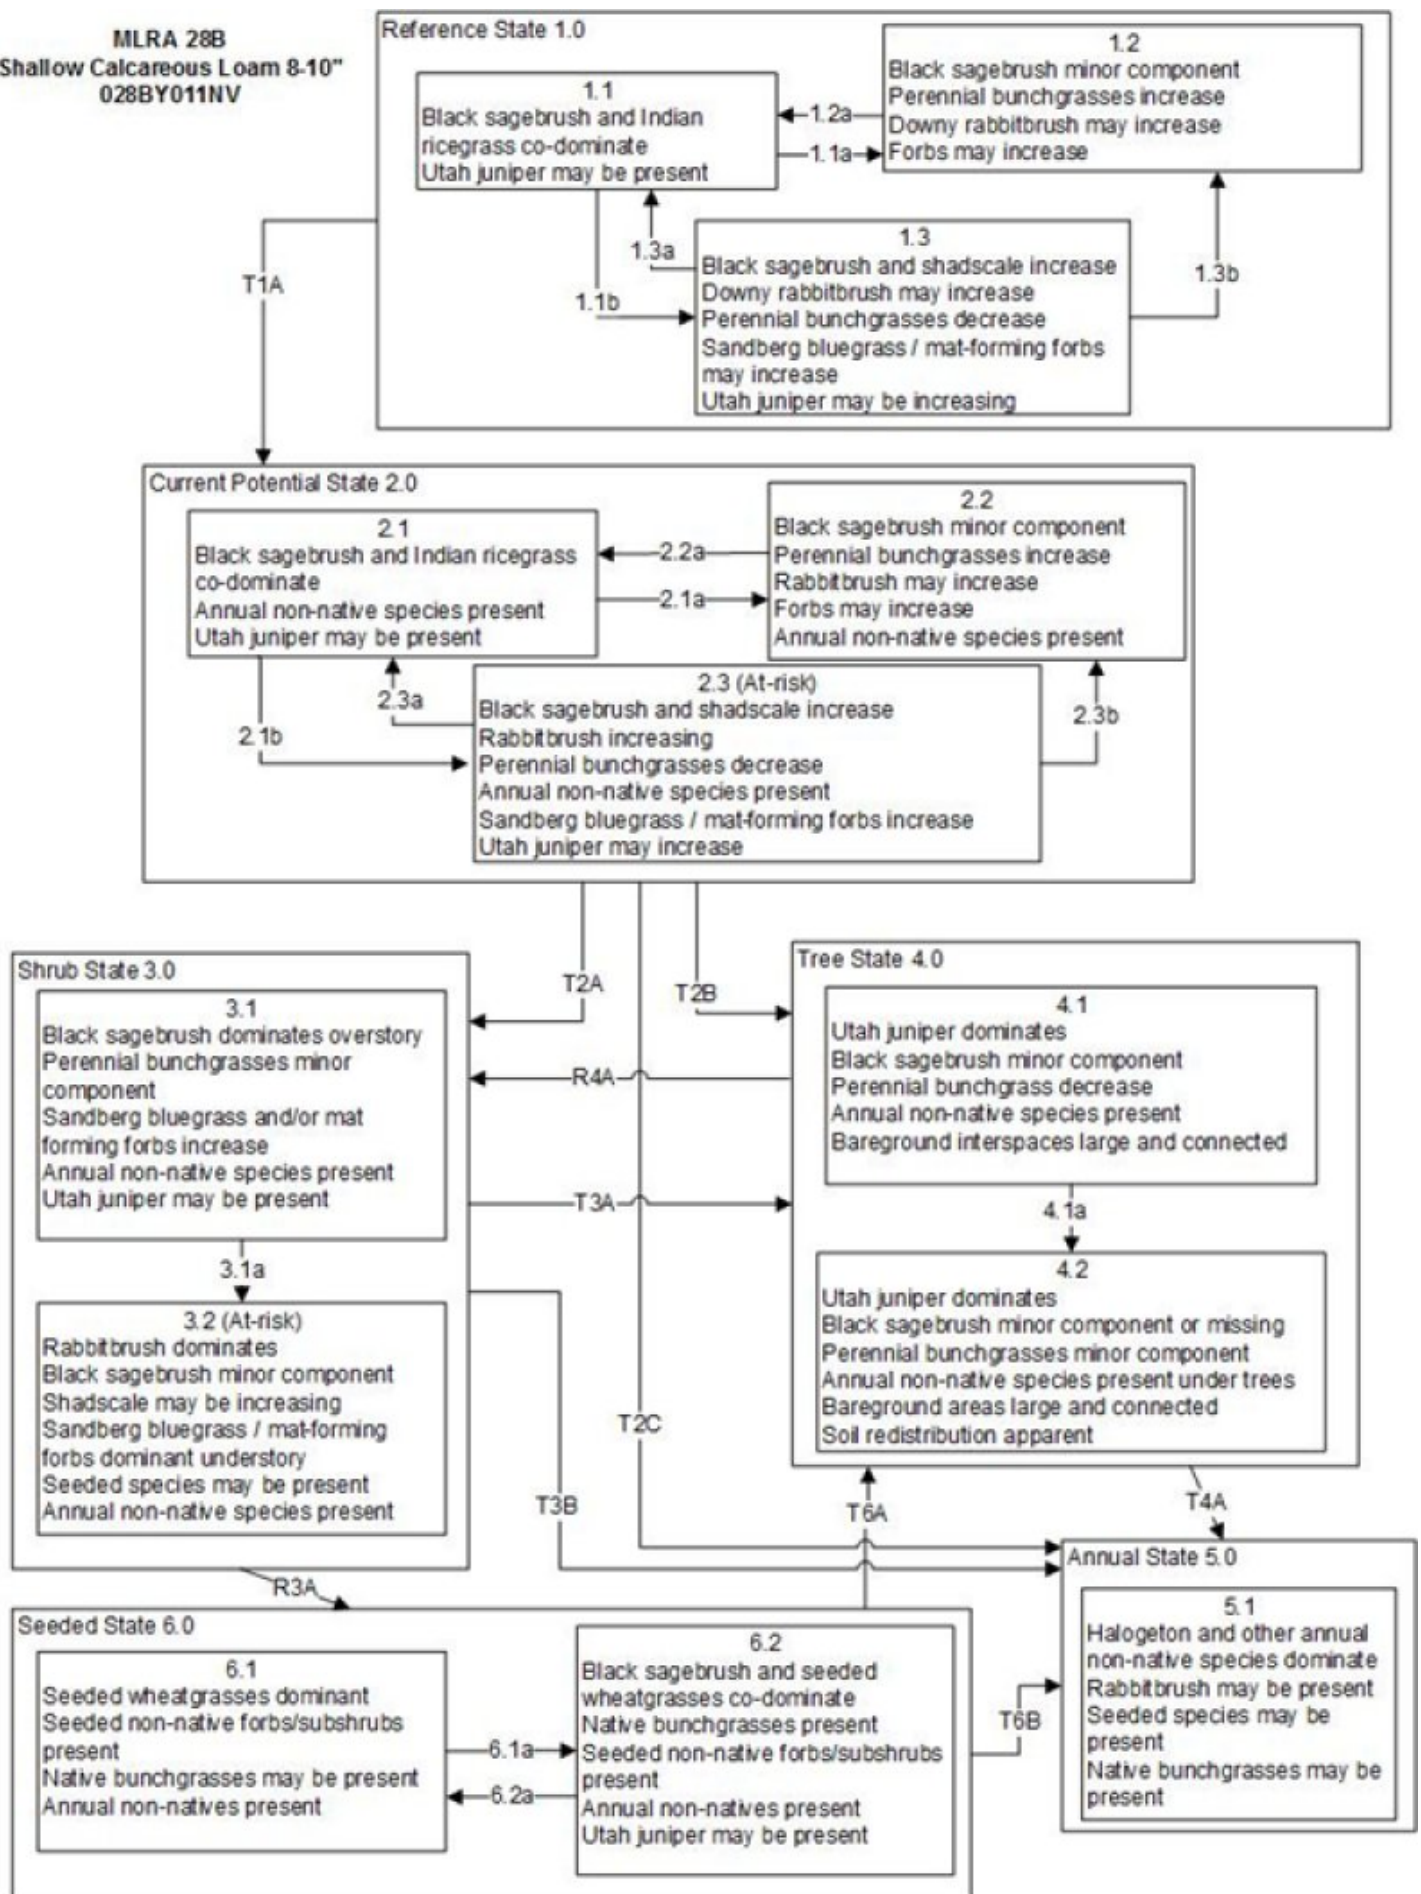 MLRA 28B
Shallow Calcareous Loam 8-10"
028BY011NV
Reference State 1.0
1.1
Black sagebrush and Indian
ricegrass co-dominate
Utah juniper may be present
1.2a
1.1a
1.2
Black sagebrush minor component
Perennial bunchgrasses increase
Downy rabbitbrush may increase
Forbs may increase
1.3a
1.1b
1.3
Black sagebrush and shadscale increase
Downy rabbitbrush may increase
Perennial bunchgrasses decrease
Sandberg bluegrass / mat-forming forbs
may increase
Utah juniper may be increasing
1.3b
T1A
Current Potential State 2.0
2.1
Black sagebrush and Indian ricegrass
co-dominate
Annual non-native species present
Utah juniper may be present
2.2a
2.1a
2.2
Black sagebrush minor component
Perennial bunchgrasses increase
Rabbitbrush may increase
Forbs may increase
Annual non-native species present
2.3a
2.1b
2.3 (At-risk)
Black sagebrush and shadscale increase
Rabbitbrush increasing
Perennial bunchgrasses decrease
Annual non-native species present
Sandberg bluegrass / mat-forming forbs increase
Utah juniper may increase
2.3b
T2A
T2B
Shrub State 3.0
3.1
Black sagebrush dominates overstory
Perennial bunchgrasses minor
component
Sandberg bluegrass and/or mat
forming forbs increase
Annual non-native species present
Utah juniper may be present
3.1a
3.2 (At-risk)
Rabbitbrush dominates
Black sagebrush minor component
Shadscale may be increasing
Sandberg bluegrass / mat-forming
forbs dominant understory
Seeded species may be present
Annual non-native species present
R4A
T3A
T2C
T3B
Tree State 4.0
4.1
Utah juniper dominates
Black sagebrush minor component
Perennial bunchgrass decrease
Annual non-native species present
Bareground interspaces large and connected
4.1a
4.2
Utah juniper dominates
Black sagebrush minor component or missing
Perennial bunchgrasses minor component
Annual non-native species present under trees
Bareground areas large and connected
Soil redistribution apparent
T6A
T4A
R3A
Seeded State 6.0
6.1
Seeded wheatgrasses dominant
Seeded non-native forbs/subshrubs
present
Native bunchgrasses may be present
Annual non-natives present
6.1a
6.2a
6.2
Black sagebrush and seeded
wheatgrasses co-dominate
Native bunchgrasses present
Seeded non-native forbs/subshrubs
present
Annual non-natives present
Utah juniper may be present
T6B
Annual State 5.0
5.1
Halogeton and other annual
non-native species dominate
Rabbitbrush may be present
Seeded species may be
present
Native bunchgrasses may be
present